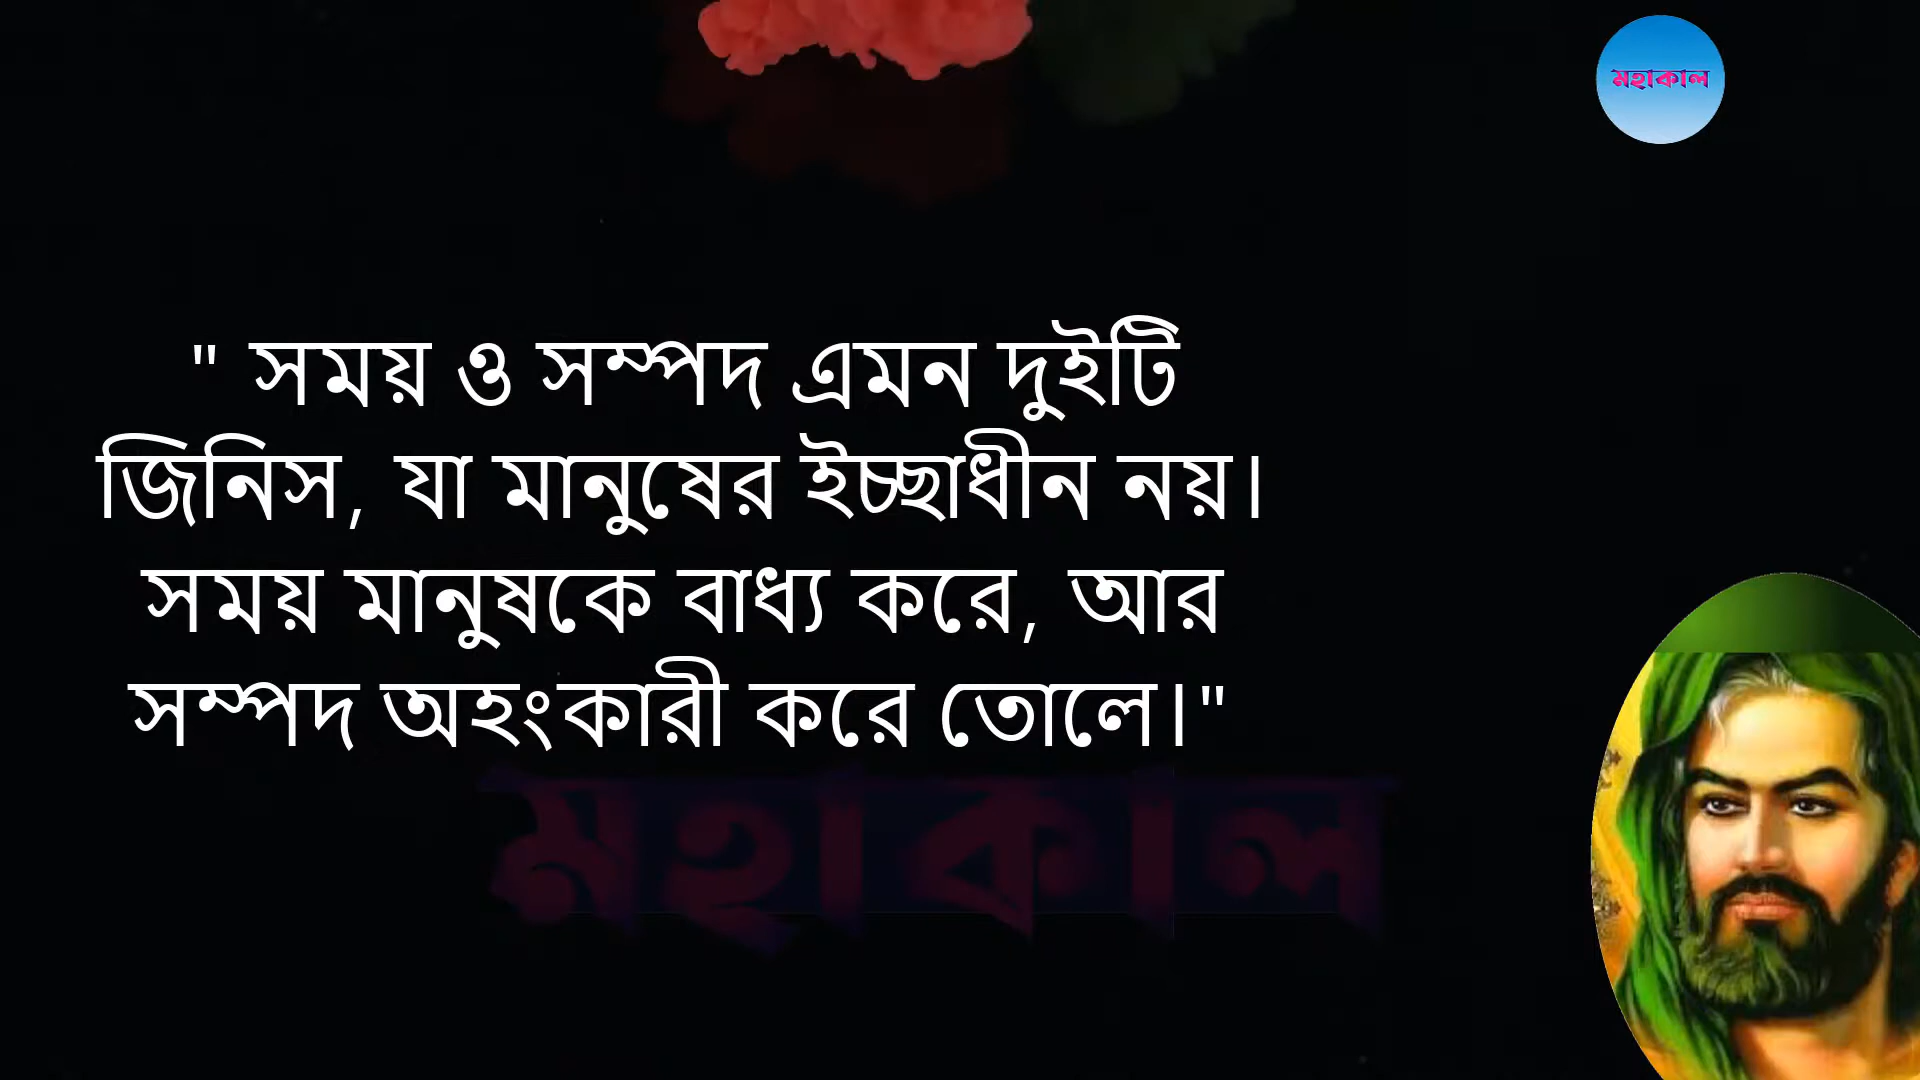 মহাকাল
" সময় ও সম্পদ এমন দুইটি
জিনিস, যা মানুষের ইচ্ছাধীন নয়।
সময় মানুষকে বাধ্য করে, আর
সম্পদ অহংকারী করে তোলে।"
মহাকাল